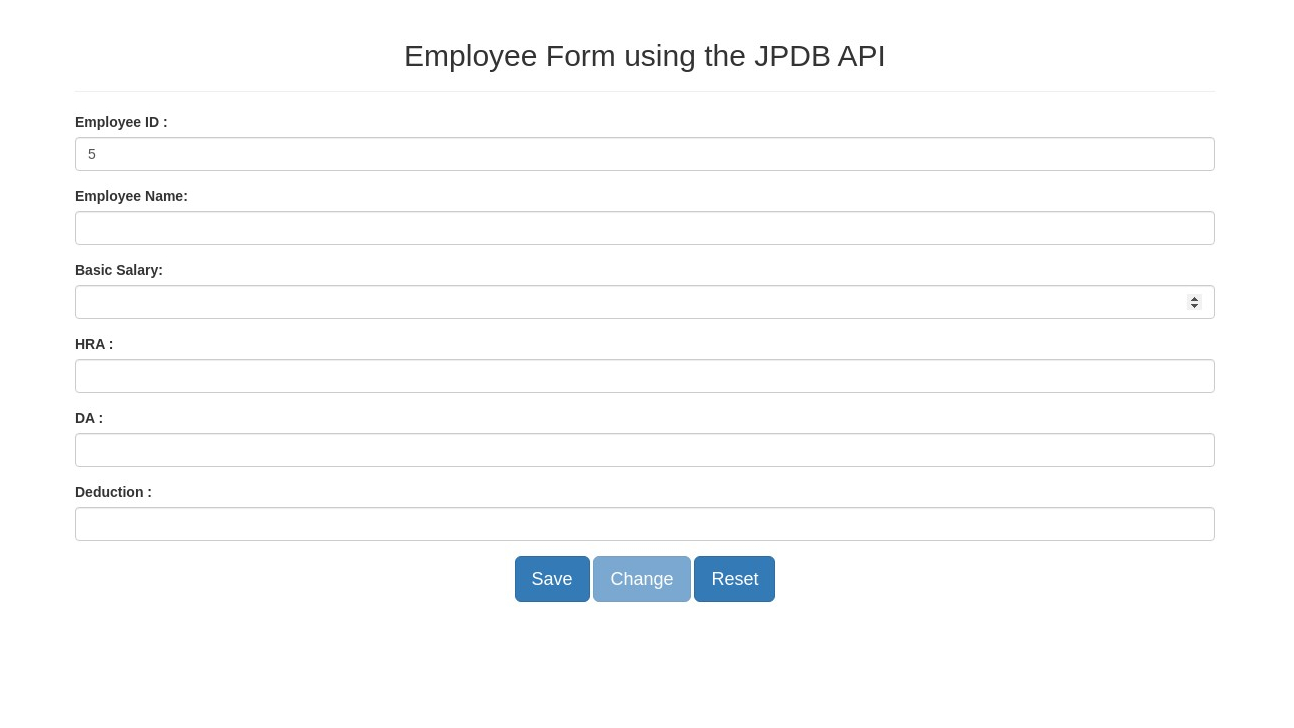 Employee Form using the JPDB API
Employee ID :
5
Employee Name:
Basic Salary:
HRA :
DA :
Deduction :
Save Change Reset